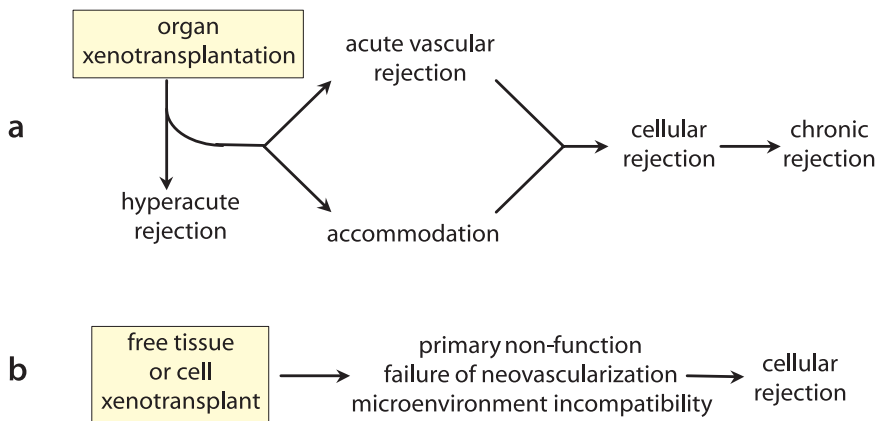 organ
xenotransplantation
acute vascular
rejection
a
cellular
rejection
chronic
rejection
hyperacute
rejection
accommodation
b
free tissue
or cell
xenotransplant
primary non-function
failure of neovascularization
microenvironment incompatibility
cellular
rejection